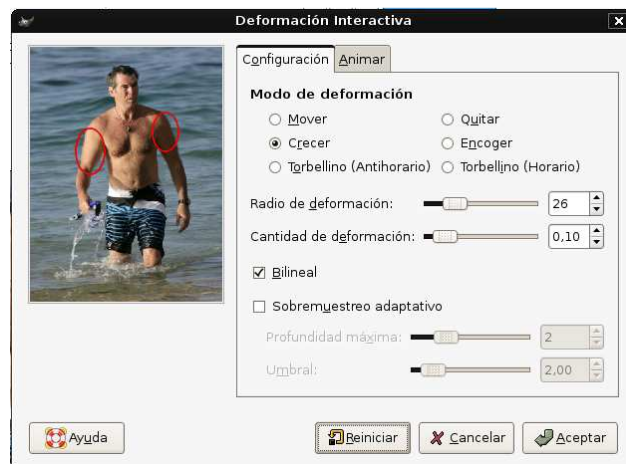 Deformación Interactiva
Configuración Animar
Modo de deformación
Mover Quitar
Crecer Encoger
Torbellino (Antihorario) Torbellino (Horario)
Radio de deformación: 26
Cantidad de deformación: 0,10
Bilineal
Sobremuestreo adaptativo
Profundidad máxima: 2
Umbral: 2,00
Ayuda Reiniciar Cancelar Aceptar